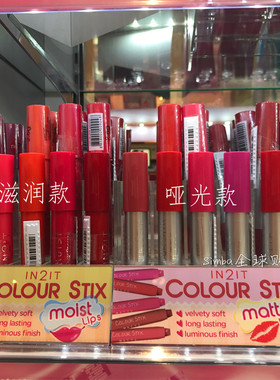 滋润款
哑光款
simba全球购
IN2IT
COLOUR STIX
moist
Lips
velvety soft
long lasting
luminous finish
IN2IT
COLOUR STIX
matt
velvety soft
long lasting
luminous finish